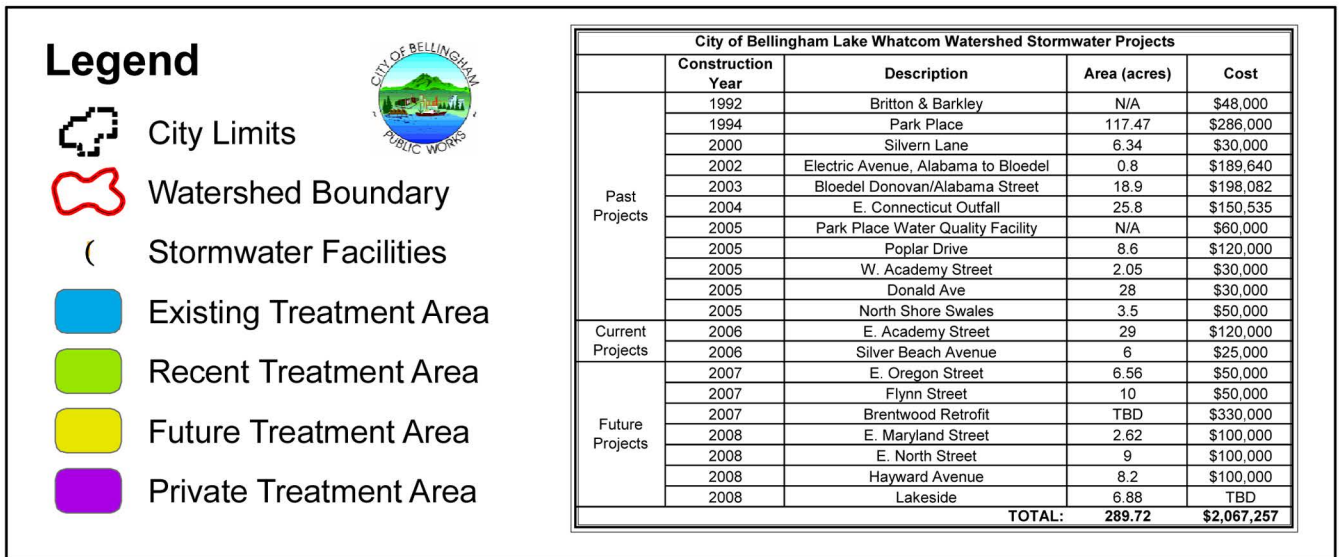 Legend
CITY OF BELLINGHAM
PUBLIC WORKS
City Limits
Watershed Boundary
Stormwater Facilities
Existing Treatment Area
Recent Treatment Area
Future Treatment Area
Private Treatment Area
City of Bellingham Lake Whatcom Watershed Stormwater Projects
Construction Year Description Area (acres) Cost
Past Projects
1992 Britton & Barkley N/A $48,000
1994 Park Place 117.47 $286,000
2000 Silvern Lane 6.34 $30,000
2002 Electric Avenue, Alabama to Bloedel 0.8 $189,640
2003 Bloedel Donovan/Alabama Street 18.9 $198,082
2004 E. Connecticut Outfall 25.8 $150,535
2005 Park Place Water Quality Facility N/A $60,000
2005 Poplar Drive 8.6 $120,000
2005 W. Academy Street 2.05 $30,000
2005 Donald Ave 28 $30,000
2005 North Shore Swales 3.5 $50,000
Current Projects
2006 E. Academy Street 29 $120,000
2006 Silver Beach Avenue 6 $25,000
Future Projects
2007 E. Oregon Street 6.56 $50,000
2007 Flynn Street 10 $50,000
2007 Brentwood Retrofit TBD $330,000
2008 E. Maryland Street 2.62 $100,000
2008 E. North Street 9 $100,000
2008 Hayward Avenue 8.2 $100,000
2008 Lakeside 6.88 TBD
TOTAL: 289.72 $2,067,257